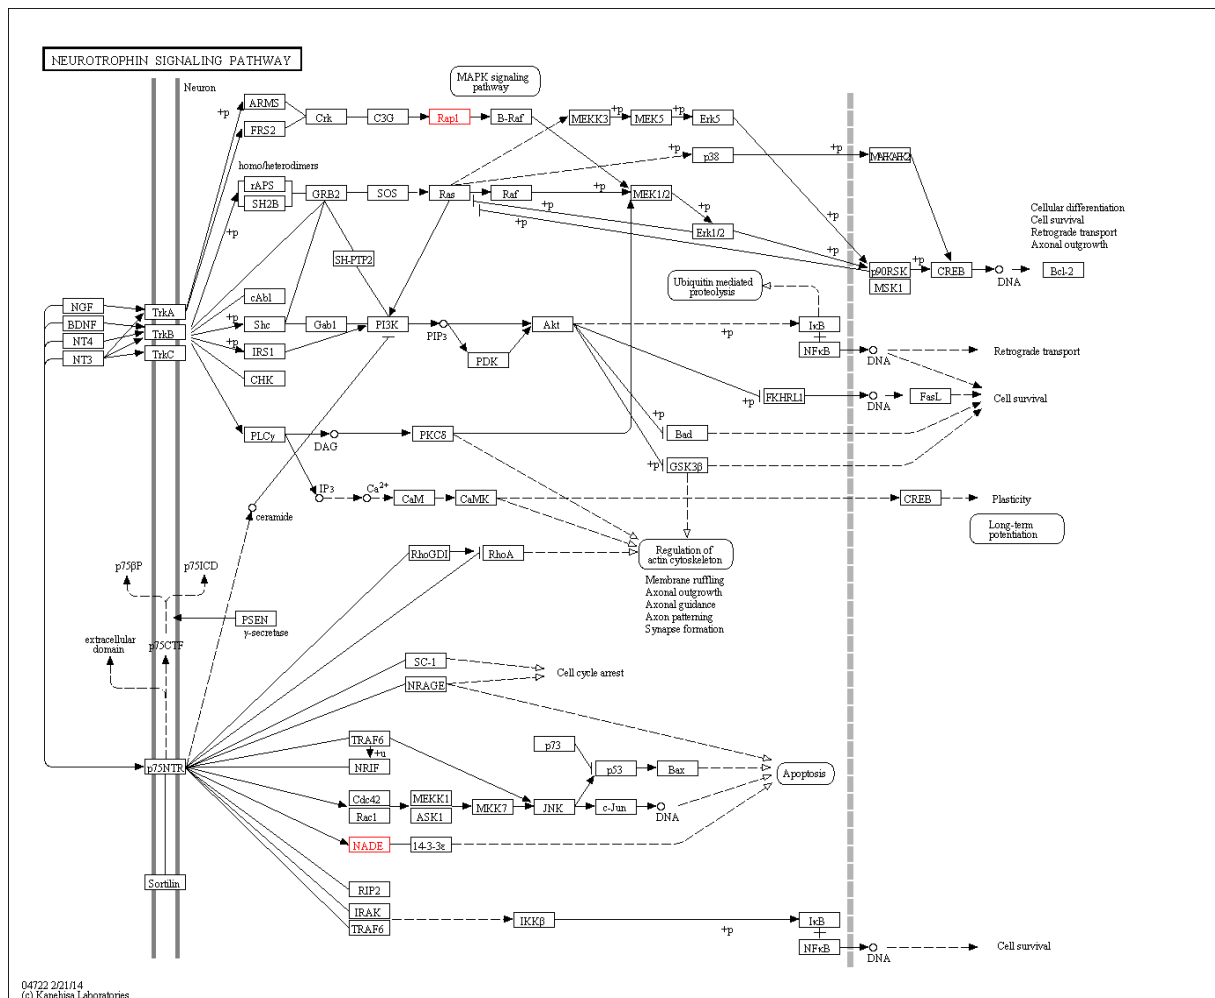 NEUROTROPHIN SIGNALING PATHWAY
Neuron
MAPK signaling
pathway
ARMS
FRS2
+p
Crk
C3G
Rap1
B-Raf
MEKK3
+p
MEK5
+p
Erk5
+p
p38
+p
MAPKAPK2
homo/heterodimers
rAPS
SH2B
+p
GRB2
SOS
Ras
Raf
+p
+p
MEK1/2
+p
Erk1/2
+p
+p
+p
+p
SH-PTP2
p90RSK
MSK1
+p
CREB
DNA
Bcl-2
Cellular differentiation
Cell survival
Retrograde transport
Axonal outgrowth
Ubiquitin mediated
proteolysis
NGF
BDNF
NT4
NT3
TrkA
TrkB
TrkC
cAbl
+p
Shc
+p
IRS1
CHK
Gab1
PI3K
PIP3
PDK
Akt
+p
IκB
NFκB
DNA
Retrograde transport
+p
FKHRL1
DNA
FasL
Cell survival
+p
Bad
+p
GSK3β
PLCγ
DAG
PKCδ
IP3
Ca2+
CaM
CaMK
CREB
Plasticity
Long-term
potentiation
ceramide
RhoGDI
RhoA
Regulation of
actin cytoskeleton
Membrane ruffling
Axonal outgrowth
Axonal guidance
Axon patterning
Synapse formation
p75βP
p75ICD
PSEN
γ-secretase
extracellular
domain
p75CTF
SC-1
NRAGE
Cell cycle arrest
p75NTR
TRAF6
+u
NRIF
p73
p53
Bax
Apoptosis
Cdc42
Rac1
MEKK1
ASK1
MKK7
JNK
c-Jun
DNA
NADE
14-3-3ε
Sortilin
RIP2
IRAK
TRAF6
IKKβ
+p
IκB
NFκB
DNA
Cell survival
04722 2/21/14
(c) Kanehisa Laboratories